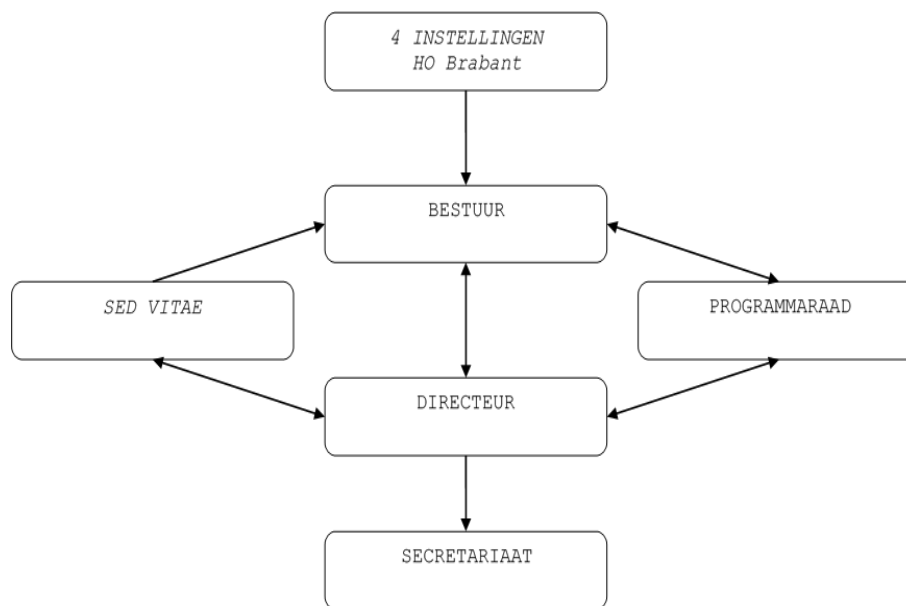 4 INSTELLINGEN
HO Brabant
BESTUUR
SED VITAE
PROGRAMMARAAD
DIRECTEUR
SECRETARIAAT